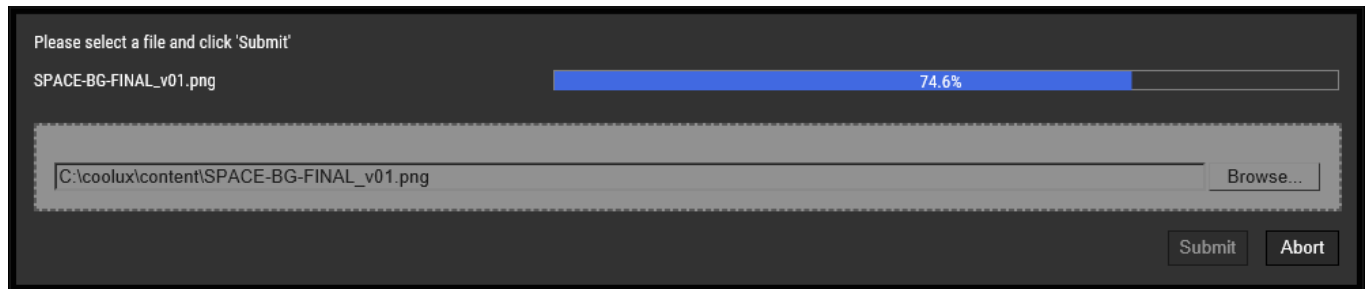 Please select a file and click 'Submit'
SPACE-BG-FINAL_v01.png 74.6%
C:\coolux\content\SPACE-BG-FINAL_v01.png Browse...
Submit Abort